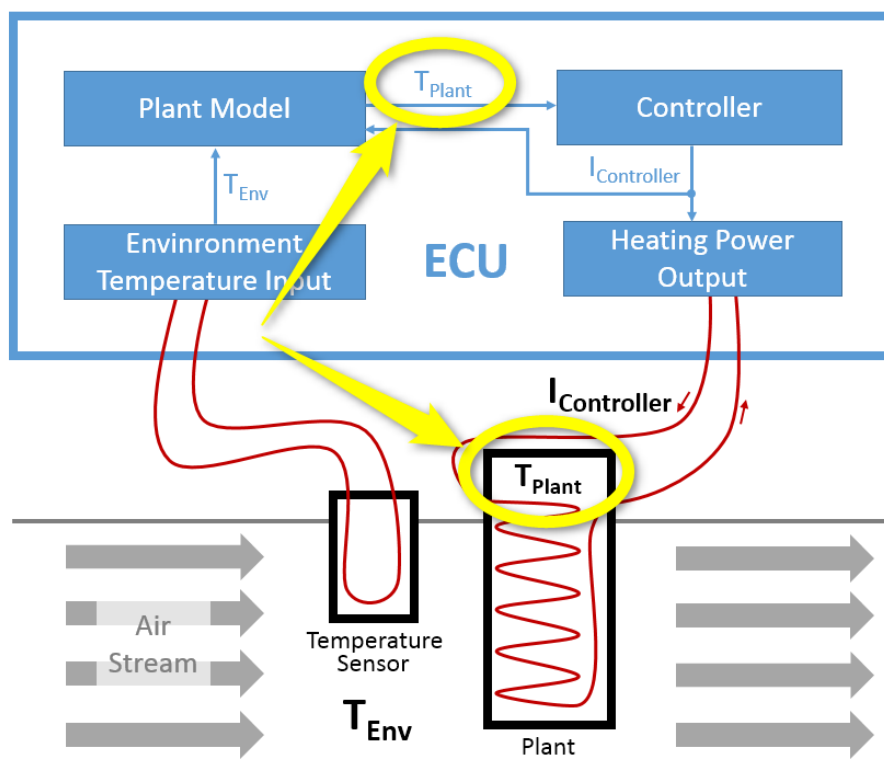 T_Plant
Plant Model
Controller
I_Controller
T_Env
Envinronment
Temperature Input
ECU
Heating Power
Output
I_Controller
T_Plant
Air
Stream
Temperature
Sensor
T_Env
Plant